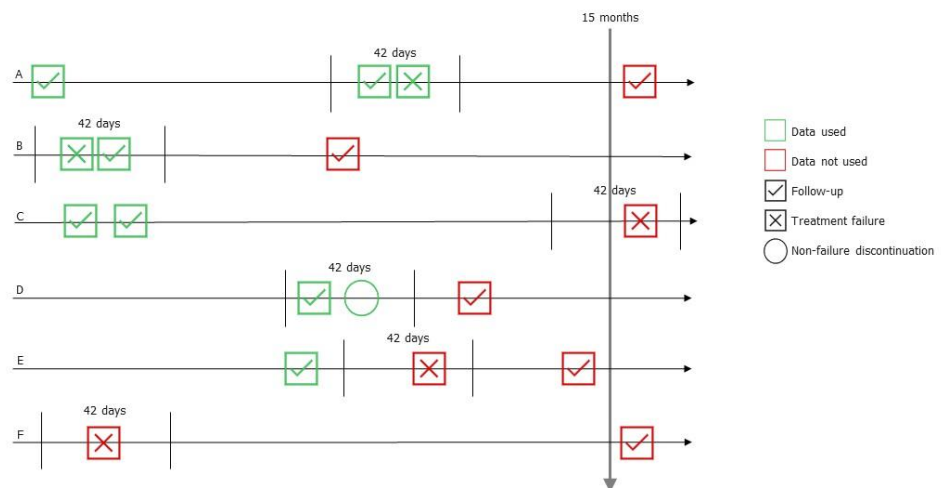 15 months
A
42 days
B
42 days
C
42 days
D
42 days
E
42 days
F
42 days
Data used
Data not used
Follow-up
Treatment failure
Non-failure discontinuation